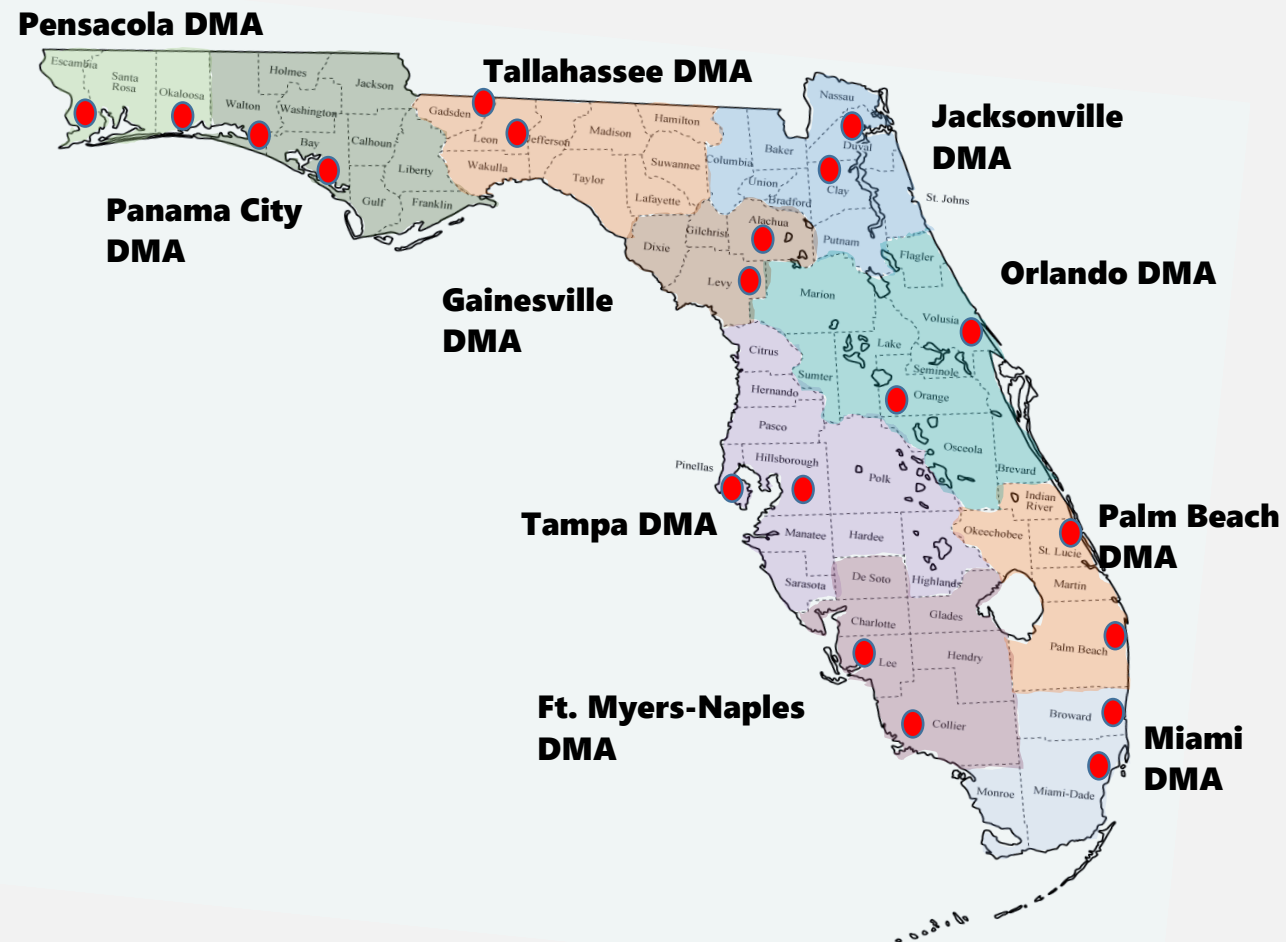 Pensacola DMA
Tallahassee DMA
Jacksonville
DMA
Panama City
DMA
Gainesville
DMA
Orlando DMA
Tampa DMA
Palm Beach
DMA
Ft. Myers-Naples
DMA
Miami
DMA
Escambia
Santa
Rosa
Okaloosa
Holmes
Jackson
Walton
Washington
Bay
Calhoun
Liberty
Gulf
Franklin
Gadsden
Leon
Jefferson
Wakulla
Madison
Hamilton
Taylor
Suwannee
Lafayette
Columbia
Baker
Nassau
Duval
Union
Bradford
Clay
St. Johns
Putnam
Dixie
Gilchrist
Alachua
Levy
Marion
Flagler
Volusia
Lake
Seminole
Sumter
Orange
Osceola
Brevard
Citrus
Hernando
Pasco
Pinellas
Hillsborough
Polk
Manatee
Hardee
Sarasota
Highlands
Indian
River
Okeechobee
St. Lucie
Martin
Palm Beach
De Soto
Charlotte
Glades
Lee
Hendry
Collier
Broward
Monroe
Miami-Dade